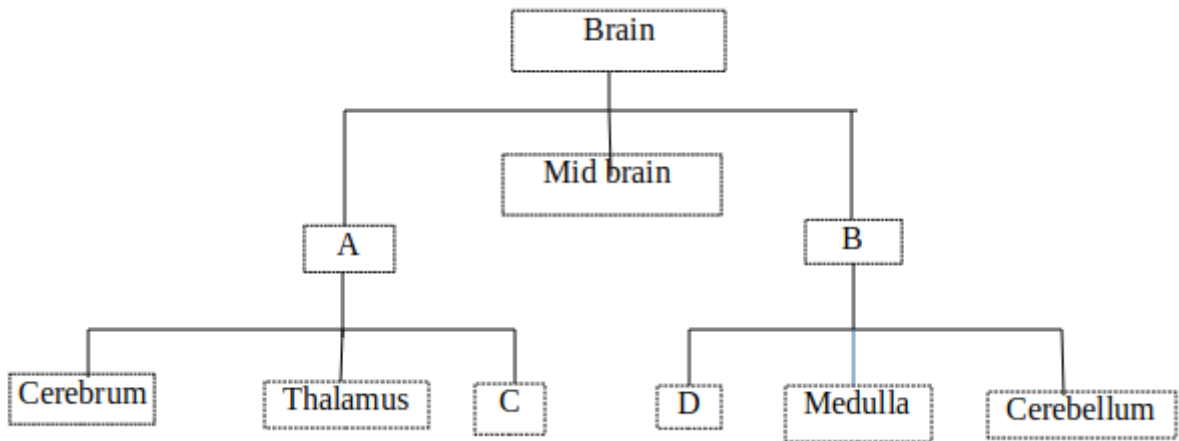 Brain
Mid brain
A
B
Cerebrum
Thalamus
C
D
Medulla
Cerebellum